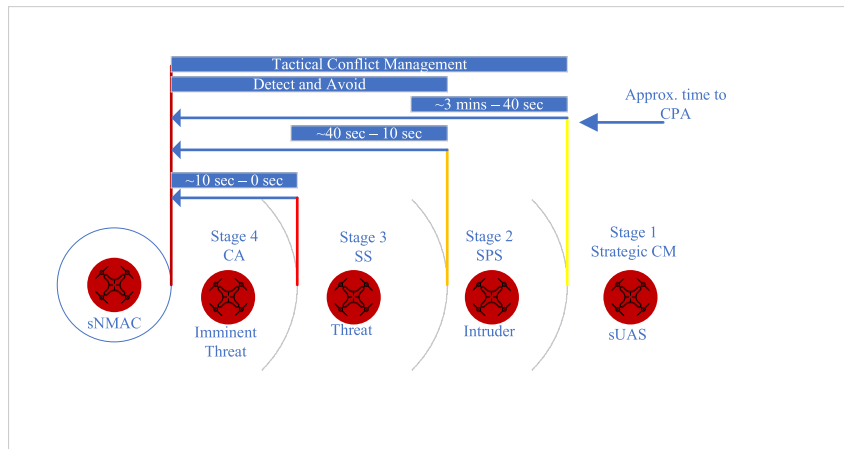 Tactical Conflict Management
Detect and Avoid
~3 mins – 40 sec
Approx. time to
CPA
~40 sec – 10 sec
~10 sec – 0 sec
Stage 4
CA
Stage 3
SS
Stage 2
SPS
Stage 1
Strategic CM
sNMAC
Imminent
Threat
Threat
Intruder
sUAS